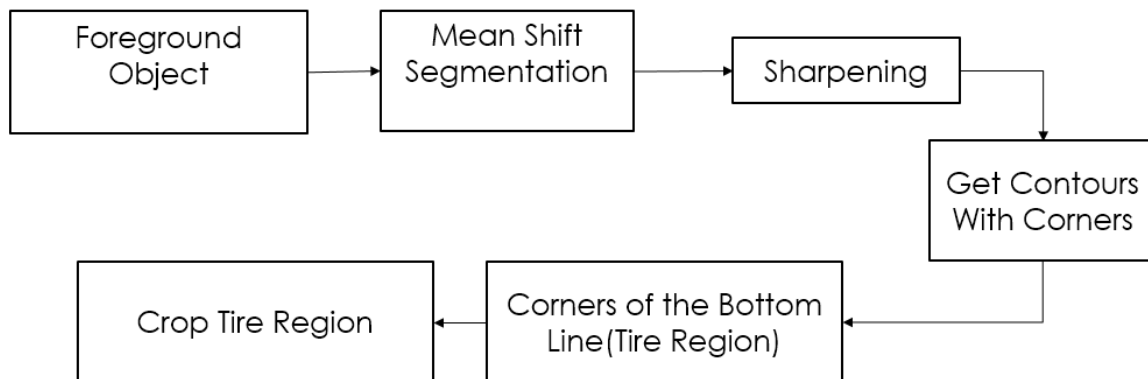 Foreground
Object
Mean Shift
Segmentation
Sharpening
Get Contours
With Corners
Corners of the Bottom
Line(Tire Region)
Crop Tire Region